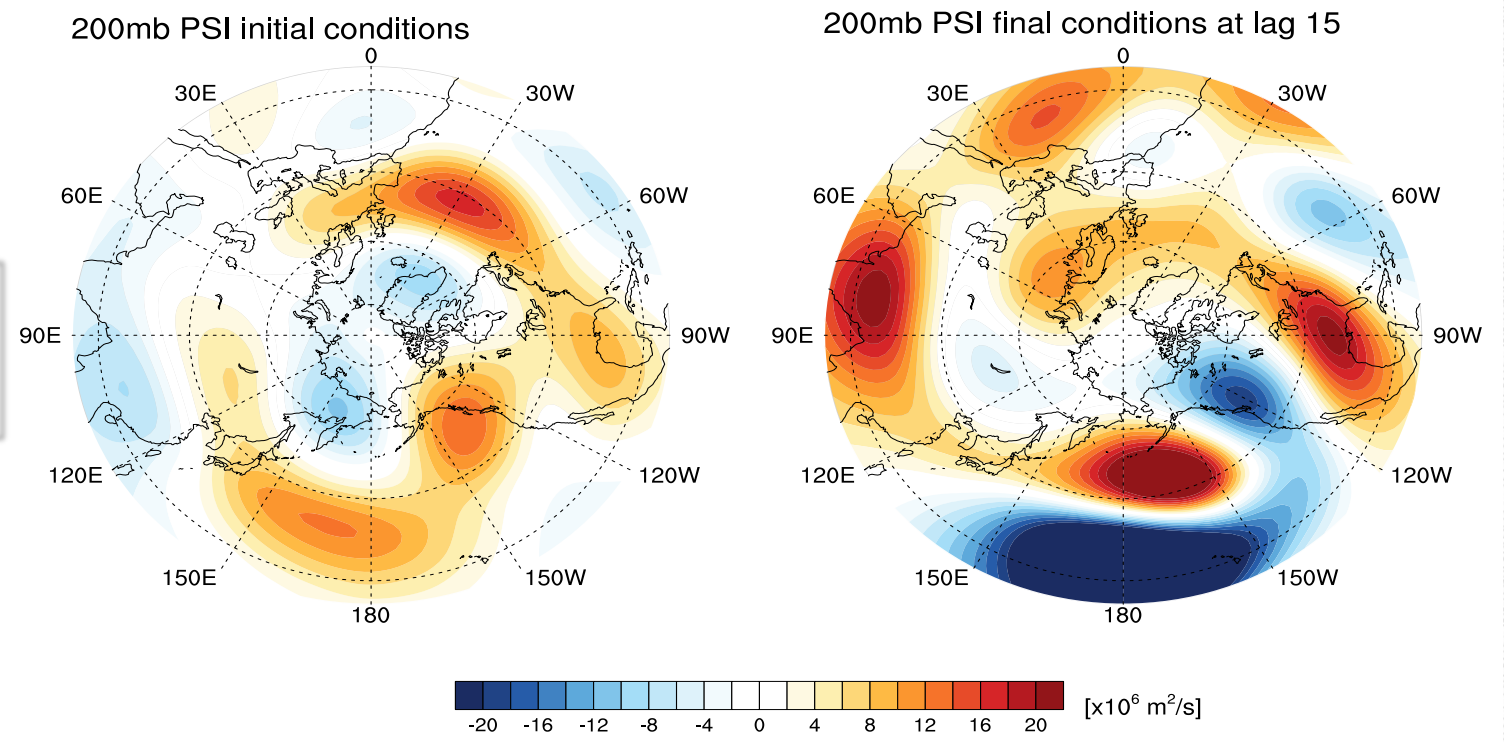 200mb PSI initial conditions
0
30E
30W
60E
60W
90E
90W
120E
120W
150E
150W
180
200mb PSI final conditions at lag 15
0
30E
30W
60E
60W
90E
90W
120E
120W
150E
150W
180
-20 -16 -12 -8 -4 0 4 8 12 16 20
[x10⁶ m²/s]